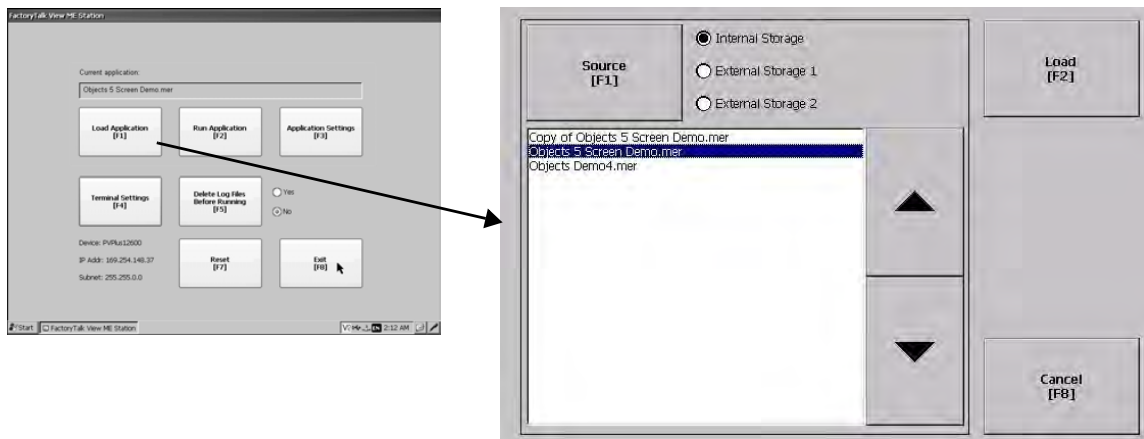 FactoryTalk View ME Station
Current application:
Objects 5 Screen Demo.mer
Load Application
[F1]
Run Application
[F2]
Application Settings
[F3]
Terminal Settings
[F4]
Delete Log Files
Before Running
[F5]
Yes
No
Device: PVPlus12600
IP Addr: 169.254.148.37
Subnet: 255.255.0.0
Reset
[F7]
Exit
[F8]
Start
FactoryTalk View ME Station
EN
2:12 AM
Source
[F1]
Internal Storage
External Storage 1
External Storage 2
Load
[F2]
Copy of Objects 5 Screen Demo.mer
Objects 5 Screen Demo.mer
Objects Demo4.mer
Cancel
[F8]